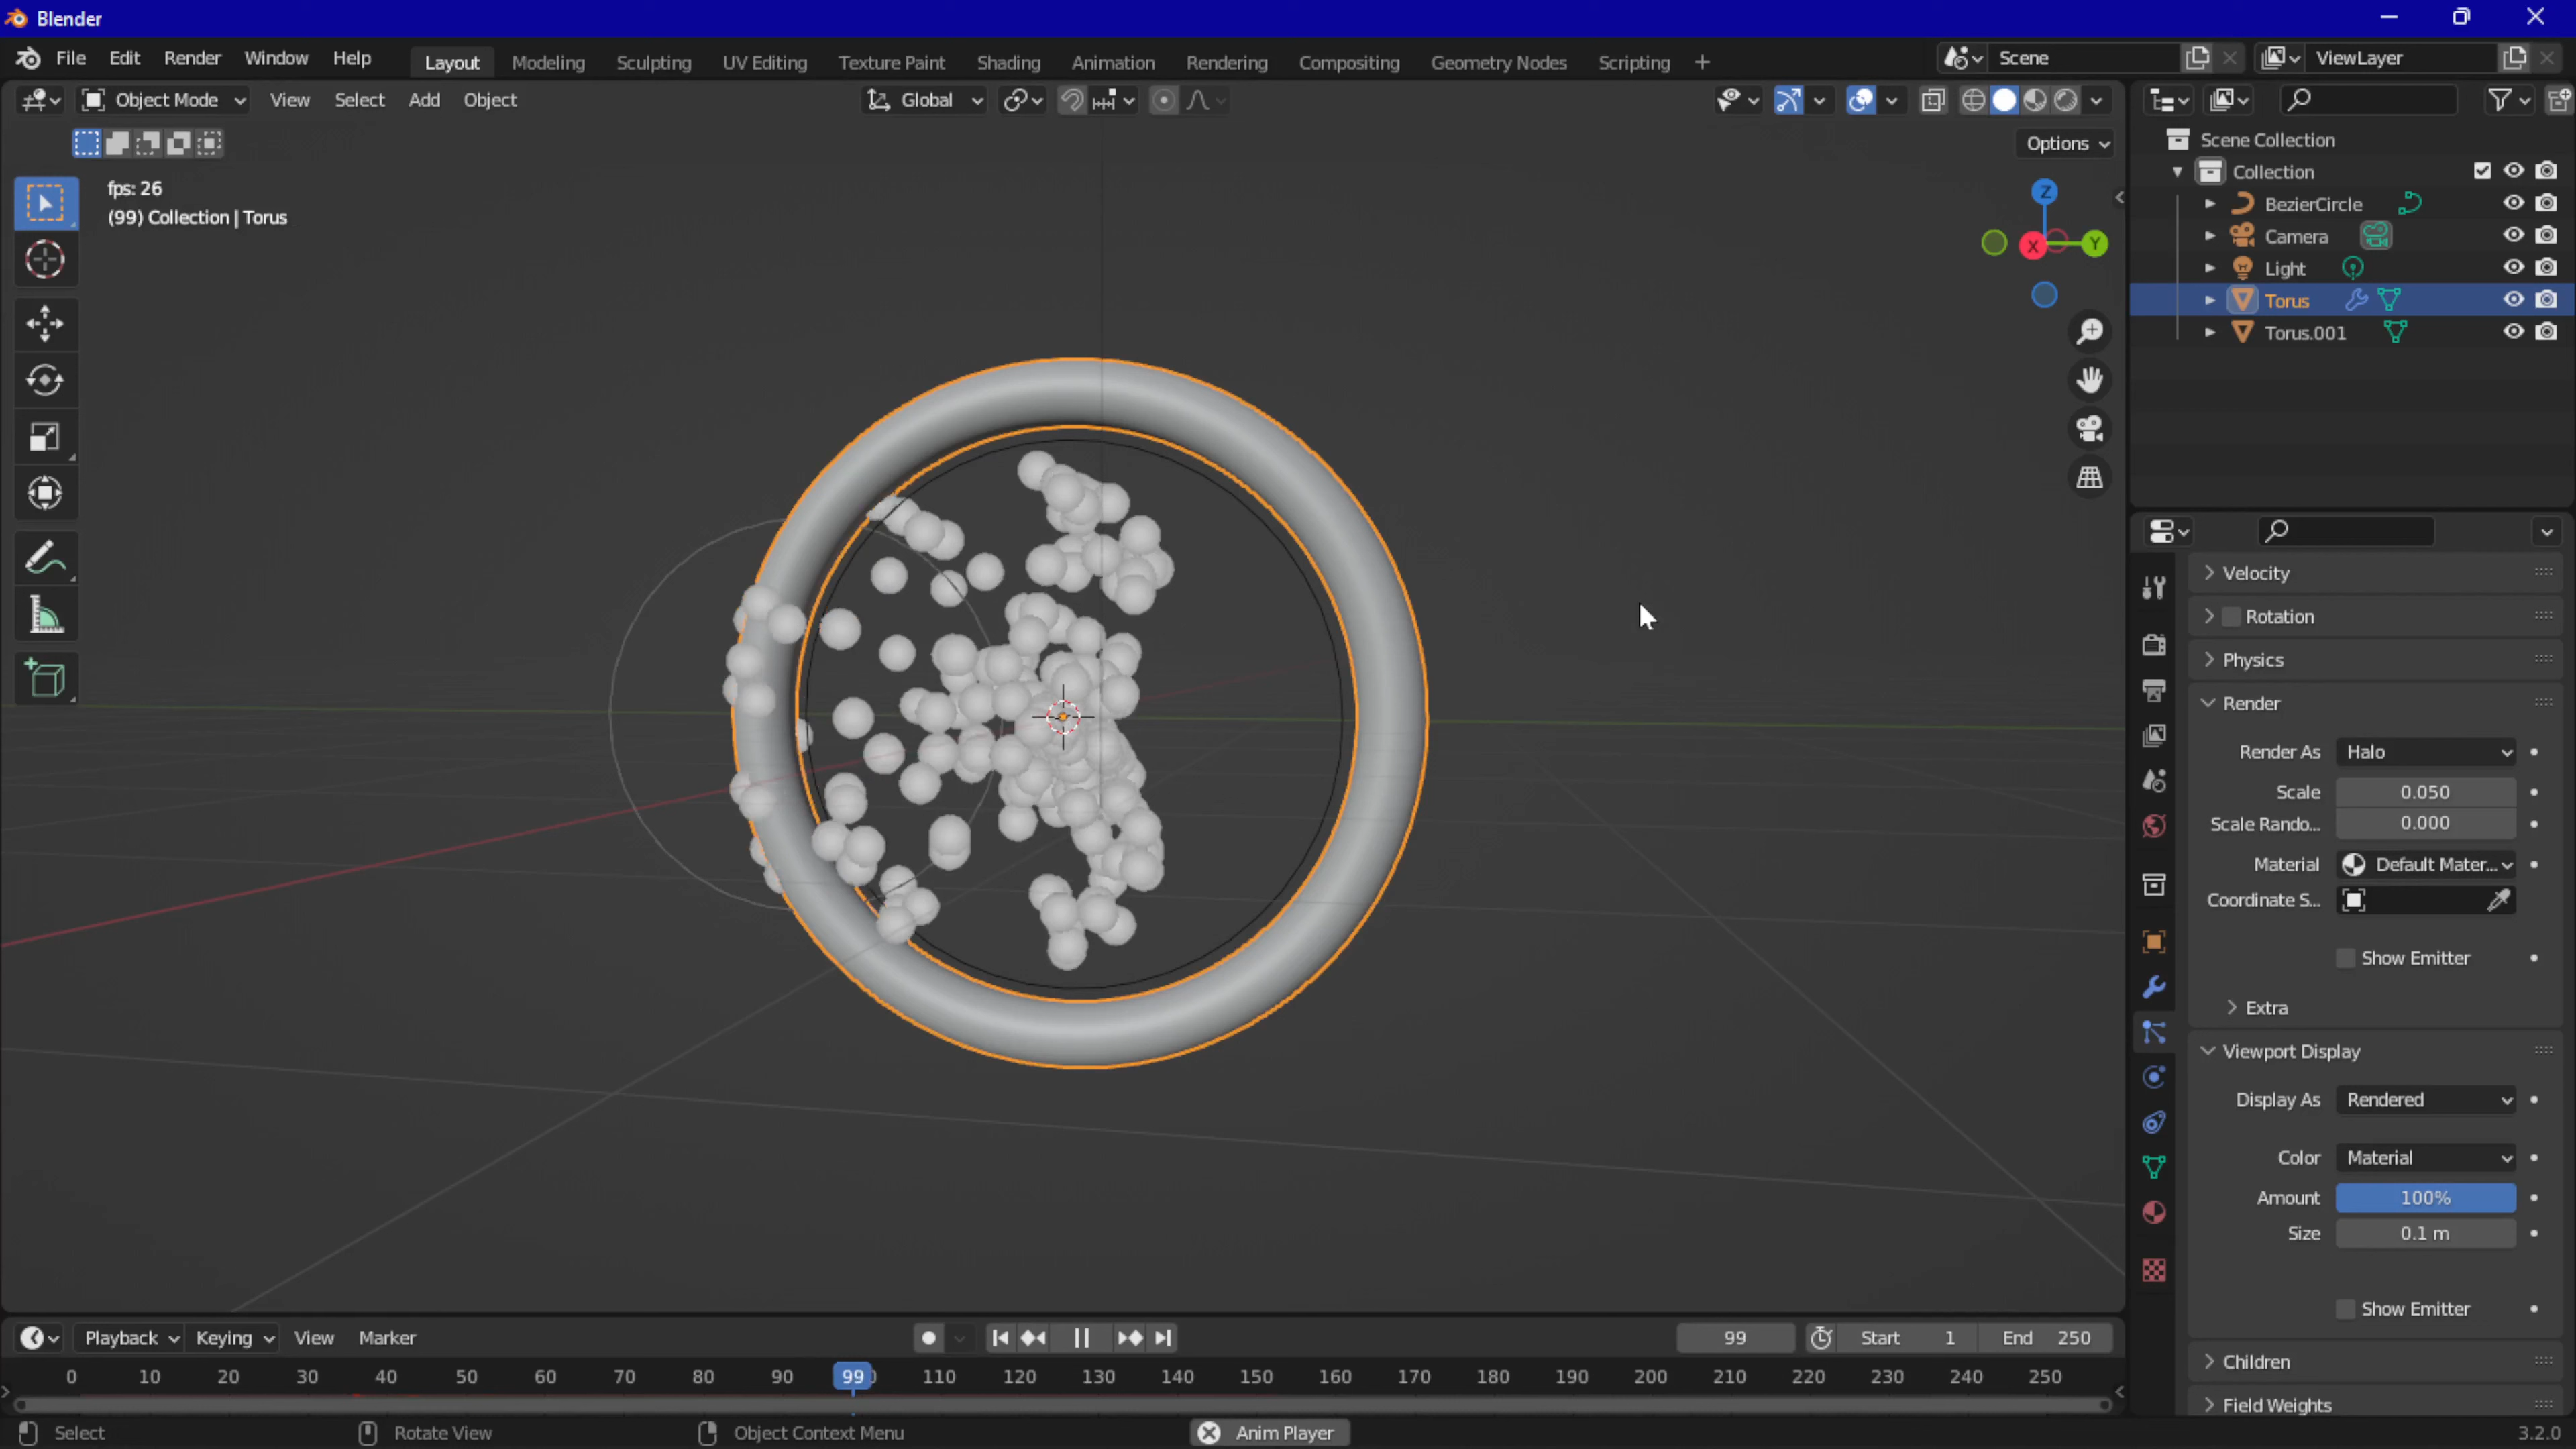 Blender
File Edit Render Window Help Layout Modeling Sculpting UV Editing Texture Paint Shading Animation Rendering Compositing Geometry Nodes Scripting + Scene ViewLayer
Object Mode View Select Add Object Global
Options
fps: 26
(99) Collection | Torus
Z
X
Y
Scene Collection
Collection
BezierCircle
Camera
Light
Torus
Torus.001
Velocity
Rotation
Physics
Render
Render As Halo
Scale 0.050
Scale Rando... 0.000
Material Default Mater...
Coordinate S...
Show Emitter
Extra
Viewport Display
Display As Rendered
Color Material
Amount 100%
Size 0.1 m
Show Emitter
Children
Field Weights
Playback Keying View Marker 99 Start 1 End 250
0 10 20 30 40 50 60 70 80 90 99 110 120 130 140 150 160 170 180 190 200 210 220 230 240 250
Select Rotate View Object Context Menu Anim Player 3.2.0